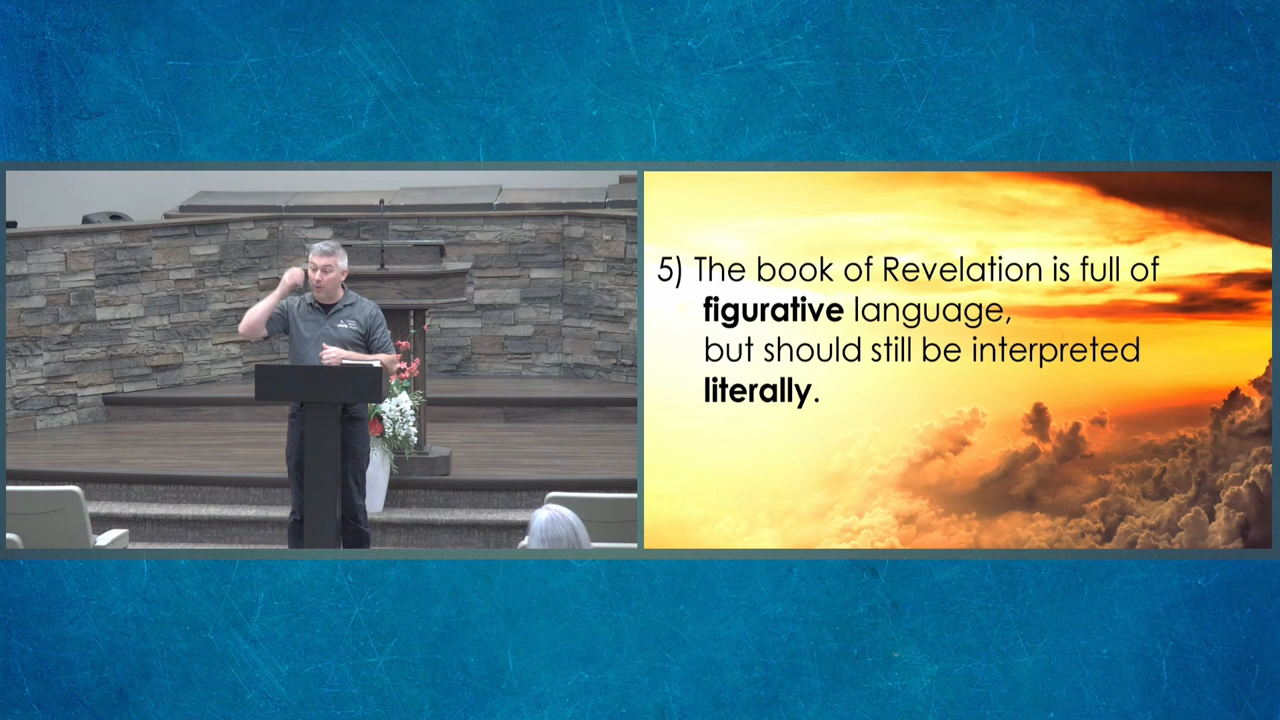 5) The book of Revelation is full of
figurative language,
but should still be interpreted
literally.